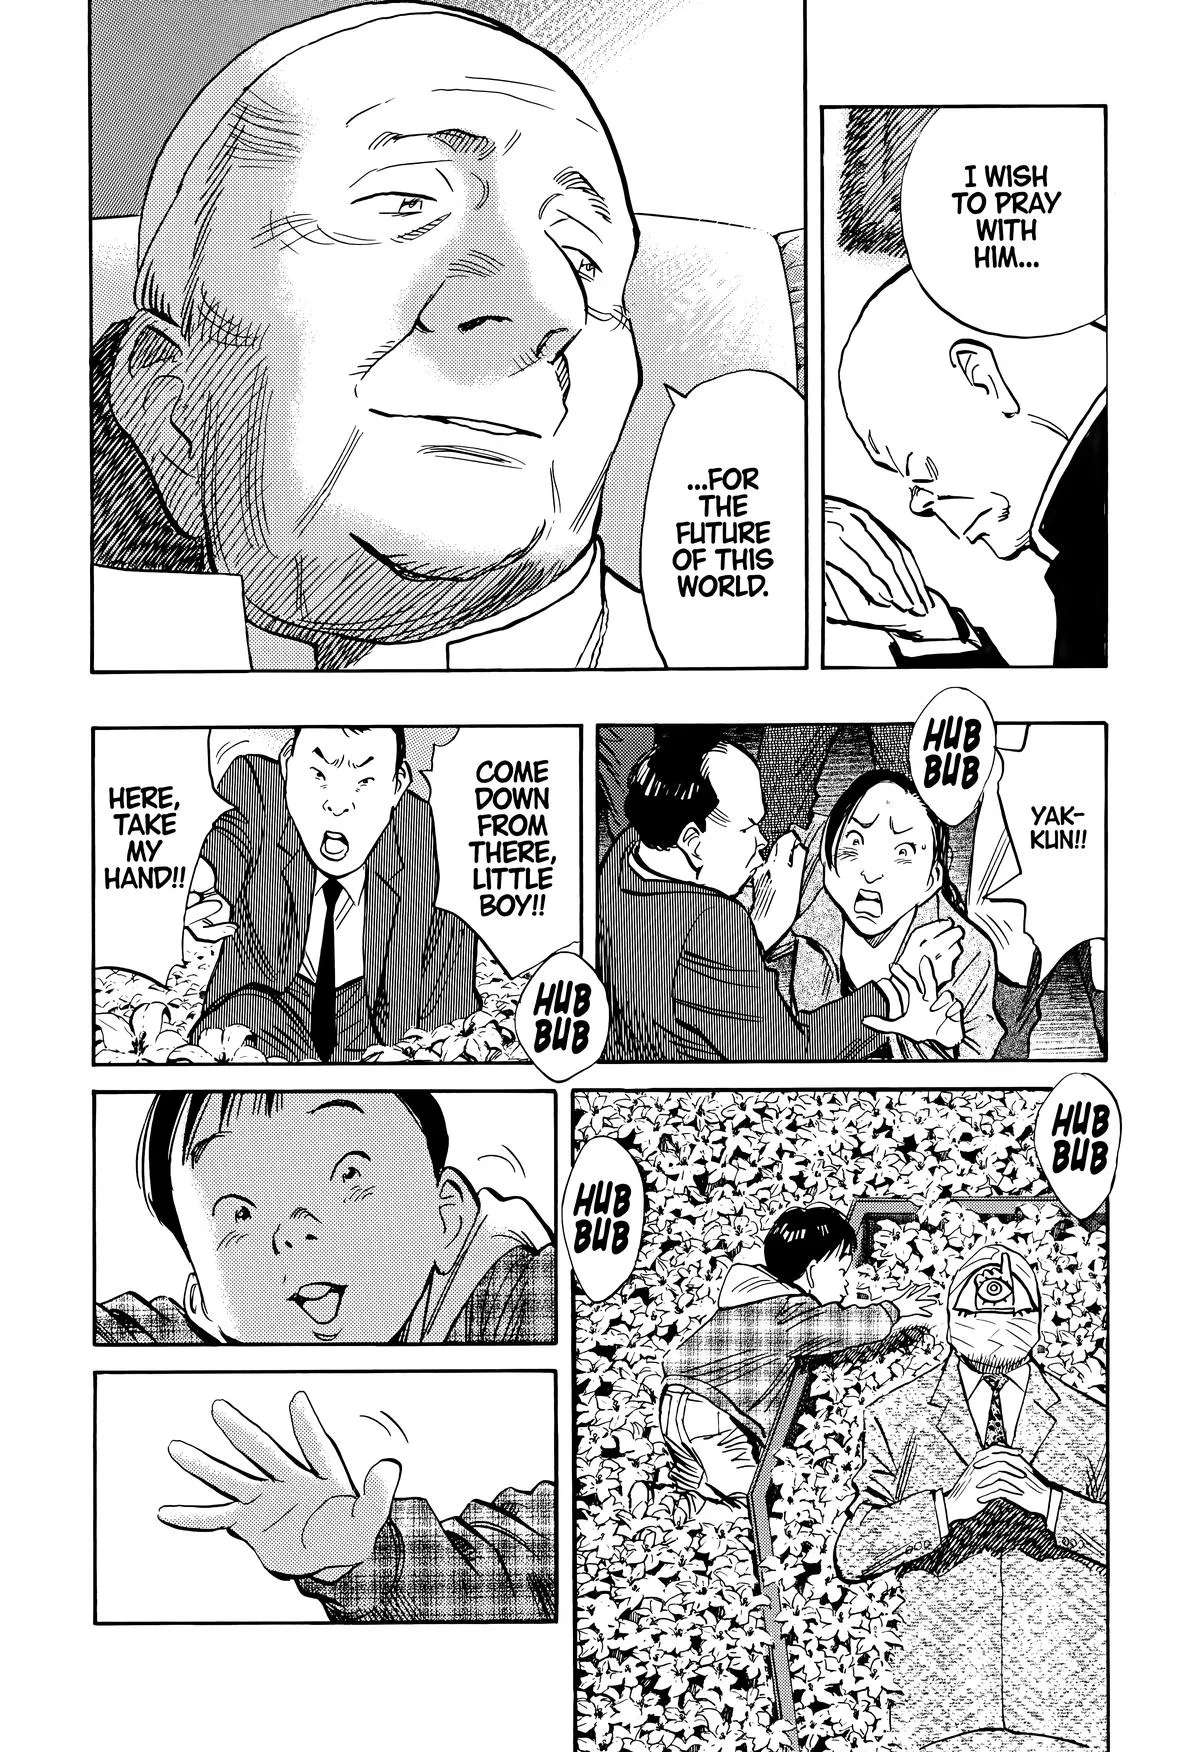 I WISH
TO PRAY
WITH
HIM...
...FOR
THE
FUTURE
OF THIS
WORLD.
YAK-
KUN!!
HUB
BUB
COME
DOWN
FROM
THERE,
LITTLE
BOY!!
HERE,
TAKE
MY
HAND!!
HUB
BUB
HUB
BUB
HUB
BUB